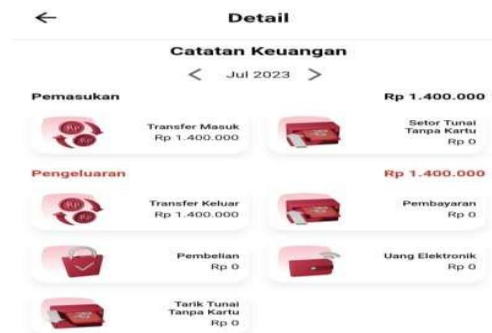 Detail
Catatan Keuangan
< Jul 2023 >
Pemasukan Rp 1.400.000
Transfer Masuk
Rp 1.400.000
Setor Tunai
Tanpa Kartu
Rp 0
Pengeluaran Rp 1.400.000
Transfer Keluar
Rp 1.400.000
Pembayaran
Rp 0
Pembelian
Rp 0
Uang Elektronik
Rp 0
Tarik Tunai
Tanpa Kartu
Rp 0